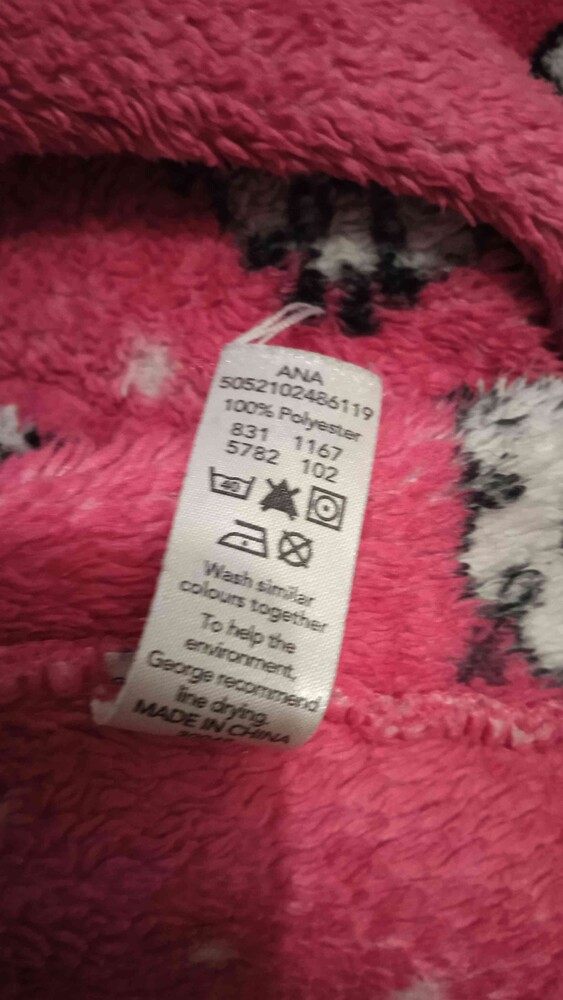 ANA
5052102486119
100% Polyester
831 1167
5782 102
40
Wash similar
colours together
To help the
environment,
George recommend
line drying.
MADE IN CHINA